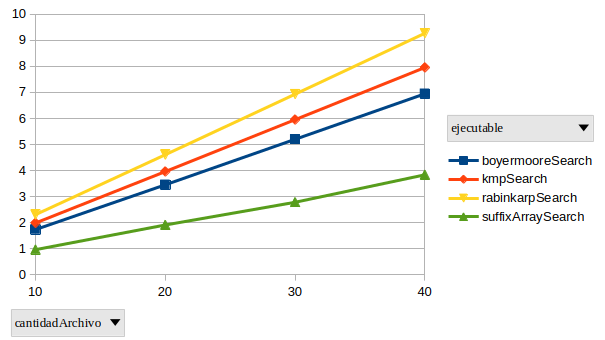 10
9
8
7
6
5
4
3
2
1
0
10 20 30 40
cantidadArchivo
ejecutable
boyermooreSearch
kmpSearch
rabinkarpSearch
suffixArraySearch